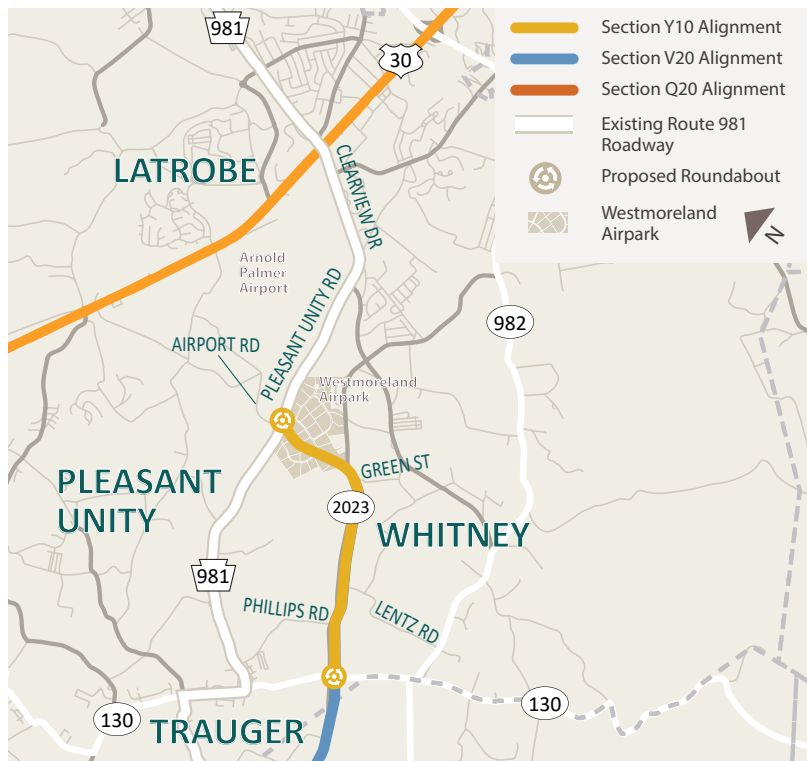 981
30
Section Y10 Alignment
Section V20 Alignment
Section Q20 Alignment
Existing Route 981
Roadway
Proposed Roundabout
Westmoreland
Airpark
N
LATROBE
CLEARVIEW DR
Arnold
Palmer
Airport
PLEASANT UNITY RD
982
AIRPORT RD
Westmoreland
Airpark
GREEN ST
PLEASANT
UNITY
2023
WHITNEY
981
PHILLIPS RD
LENTZ RD
130
130
TRAUGER